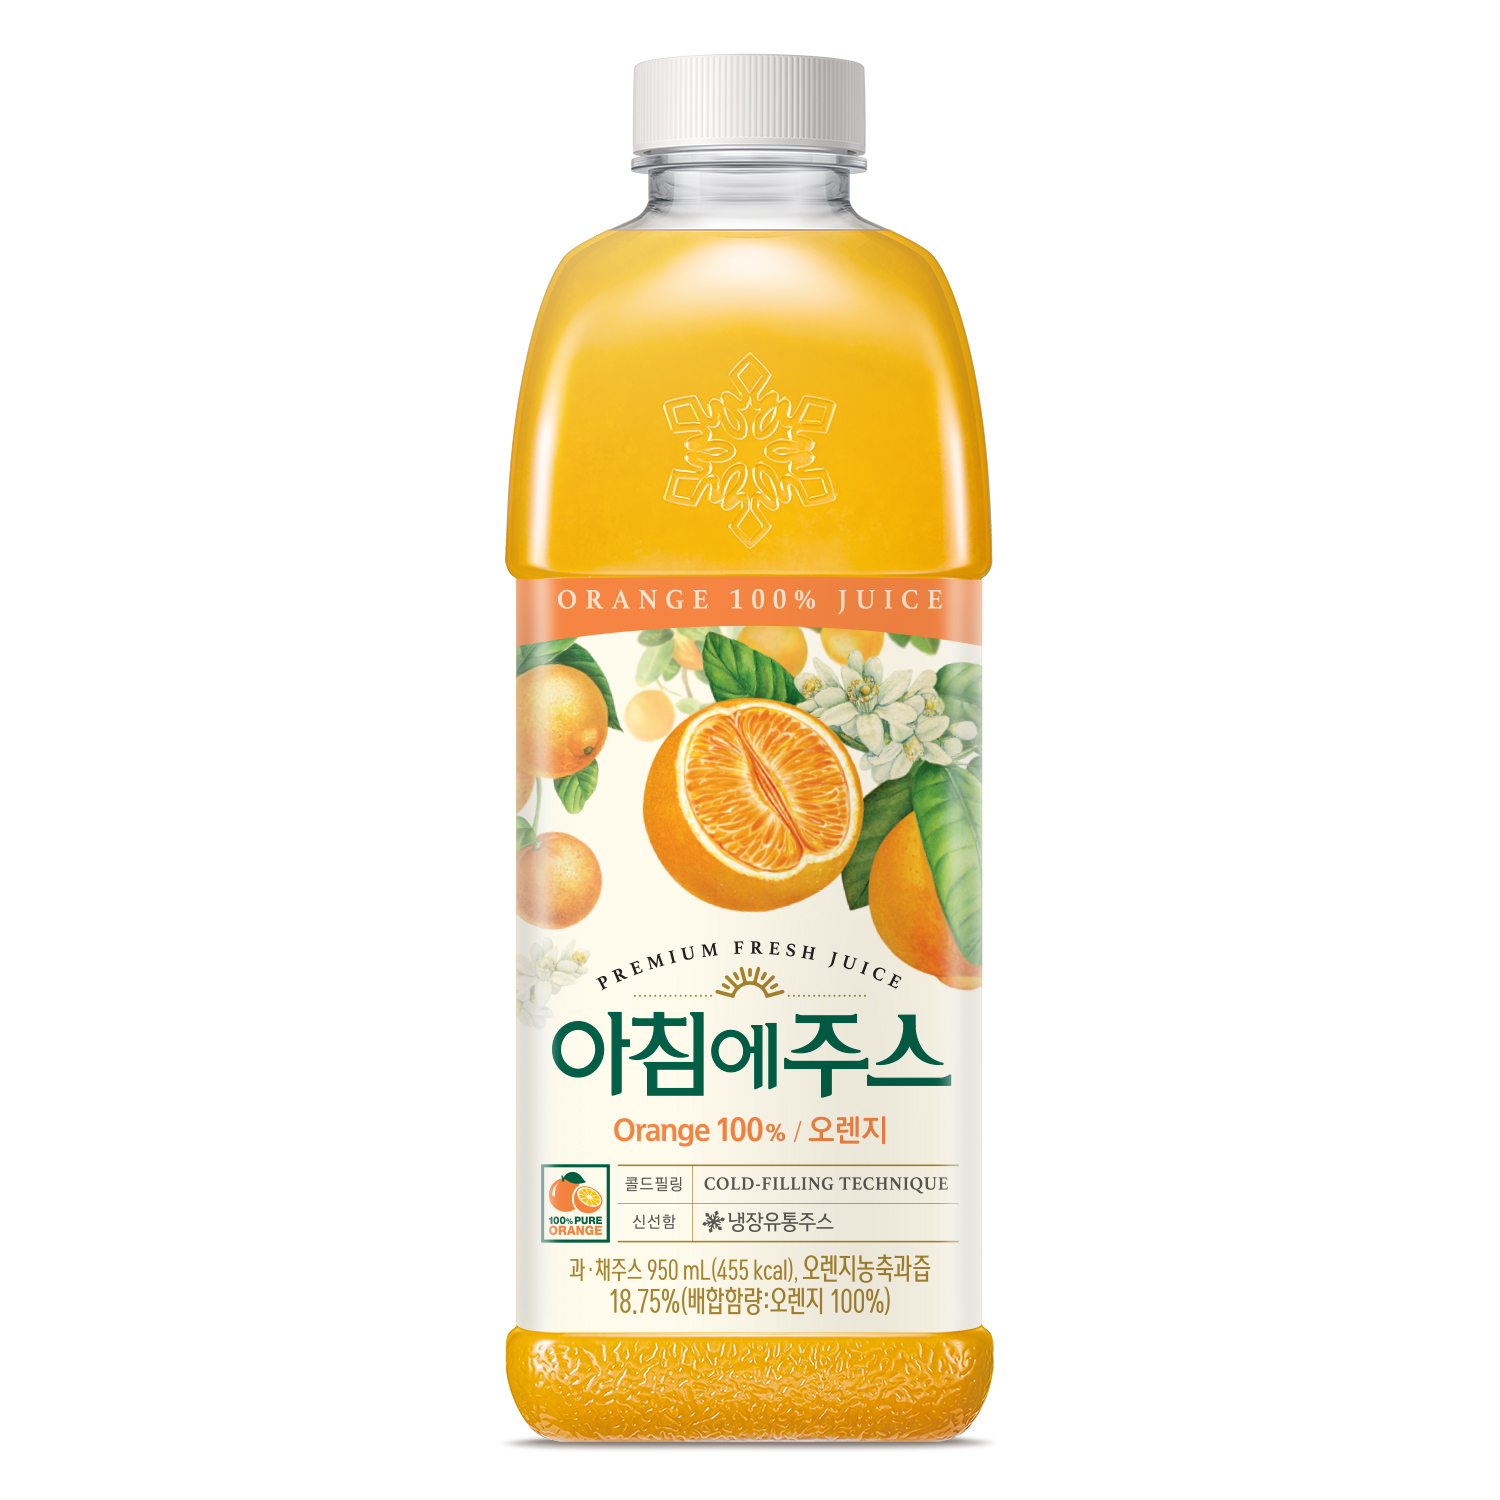 ORANGE 100% JUICE
PREMIUM FRESH JUICE
아침에주스
Orange 100% / 오렌지
100% PURE
ORANGE
콜드필링 COLD-FILLING TECHNIQUE
신선함 냉장유통주스
과·채주스 950 mL(455 kcal), 오렌지농축과즙
18.75%(배합함량:오렌지 100%)